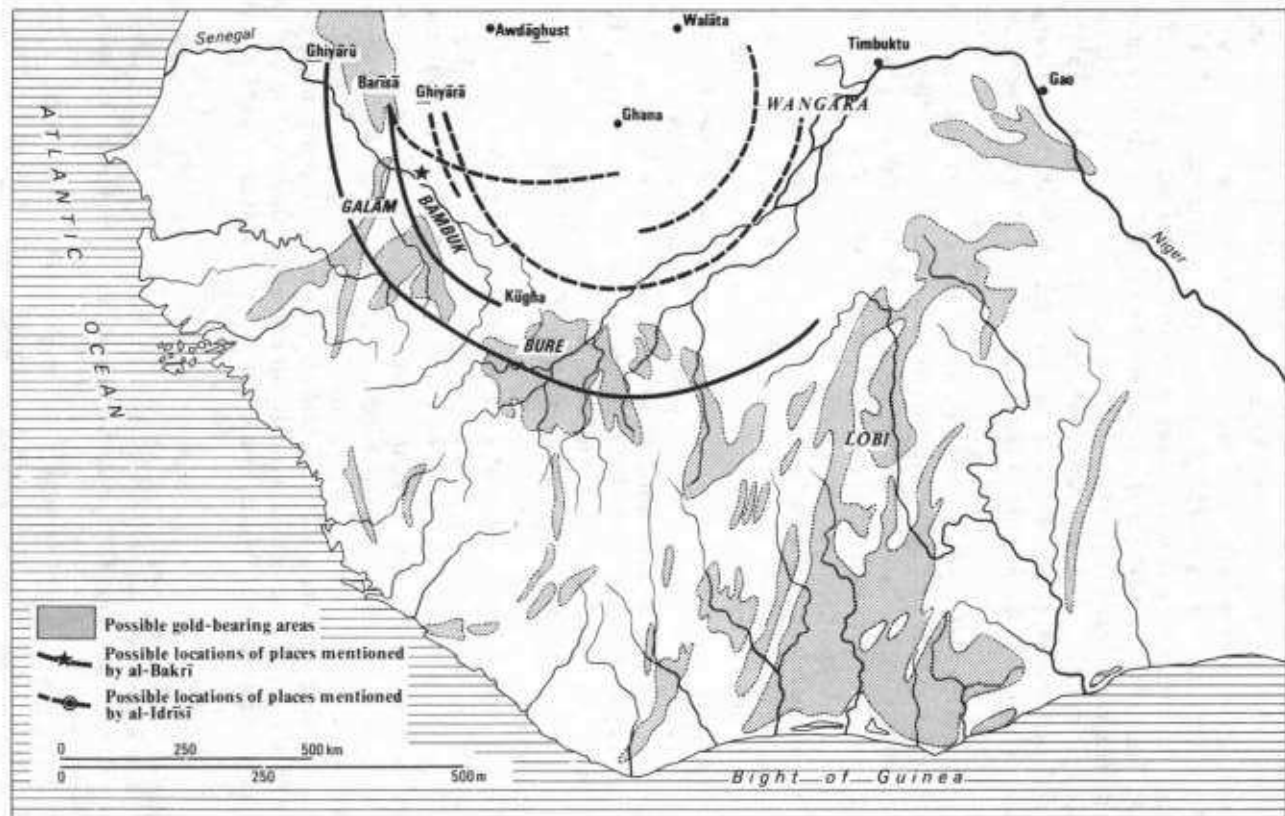 Senegal
Ghiyārū
Awdāghust
Walāta
Timbuktu
Barīsā
Ghiyārā
Gao
WANGĀRA
Ghana
ATLANTIC OCEAN
GALAM
BAMBUK
Niger
Kūgha
BURE
LOBI
Possible gold-bearing areas
Possible locations of places mentioned
by al-Bakrī
Possible locations of places mentioned
by al-Idrīsī
0 250 500 km
0 250 500 m
Bight of Guinea